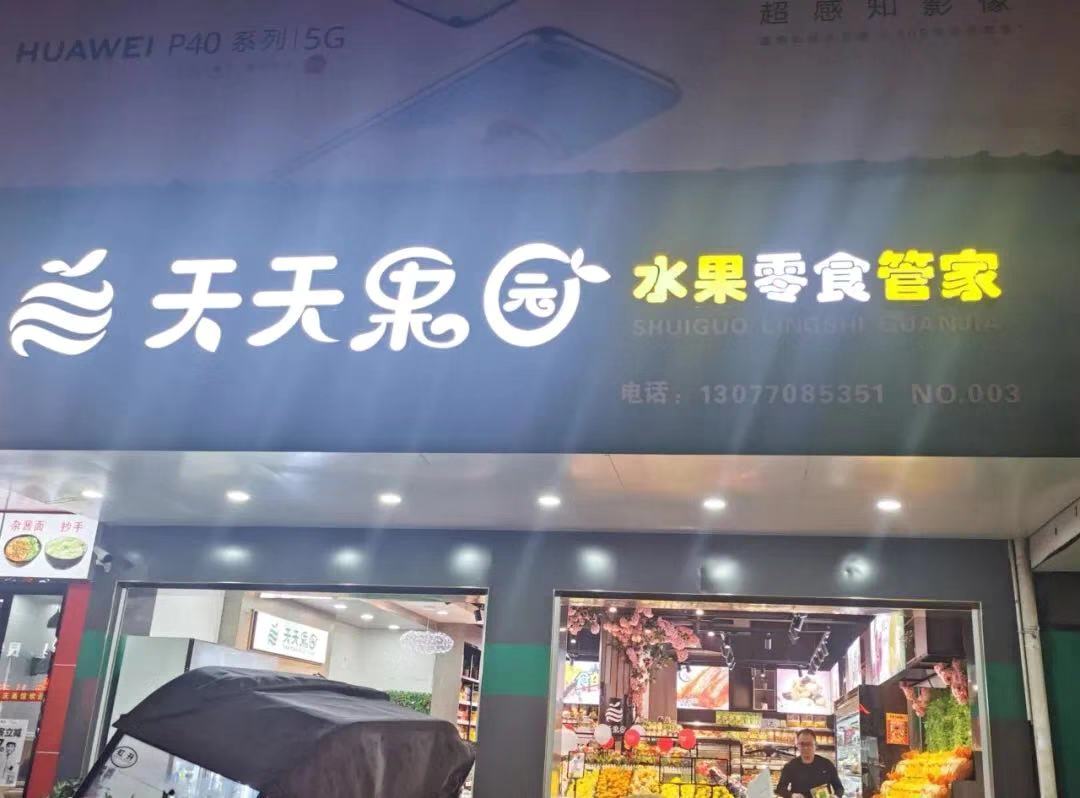 HUAWEI P40 系列 | 5G
超感知影像
天天果园
水果零食管家
SHUIGUO LINGSHI GUANJIA
电话：13077085351 NO.003
杂酱面 抄手
天天果园